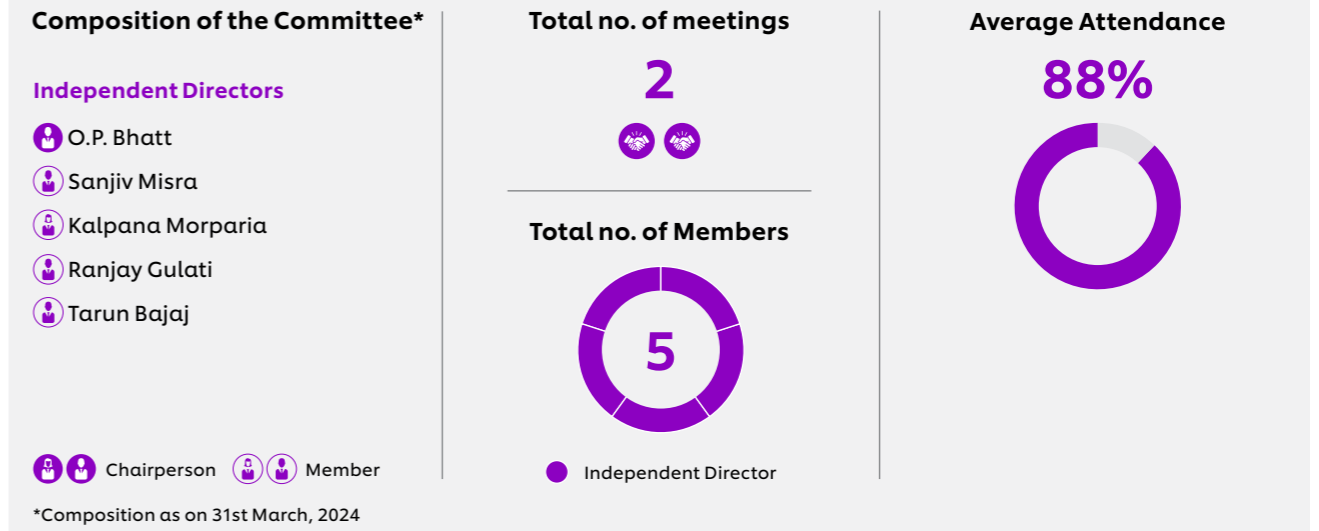 Composition of the Committee*
Independent Directors
O.P. Bhatt
Sanjiv Misra
Kalpana Morparia
Ranjay Gulati
Tarun Bajaj
Chairperson
Member
*Composition as on 31st March, 2024
Total no. of meetings
2
Total no. of Members
5
Independent Director
Average Attendance
88%